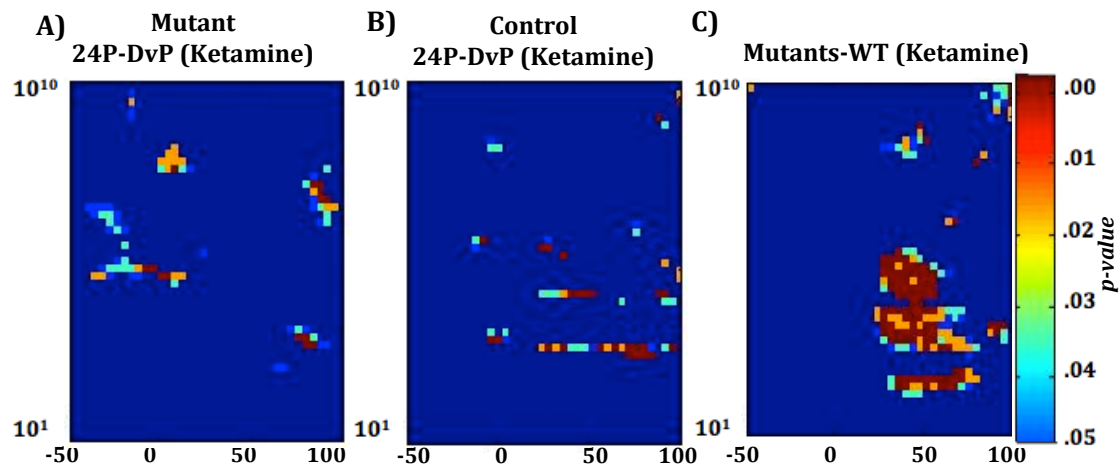 A)
Mutant
24P-DvP (Ketamine)
B)
Control
24P-DvP (Ketamine)
C)
Mutants-WT (Ketamine)
10¹⁰
10¹
-50 0 50 100
10¹⁰
10¹
-50 0 50 100
10¹⁰
10¹
-50 0 50 100
.00
.01
.02
.03
.04
.05
p-value